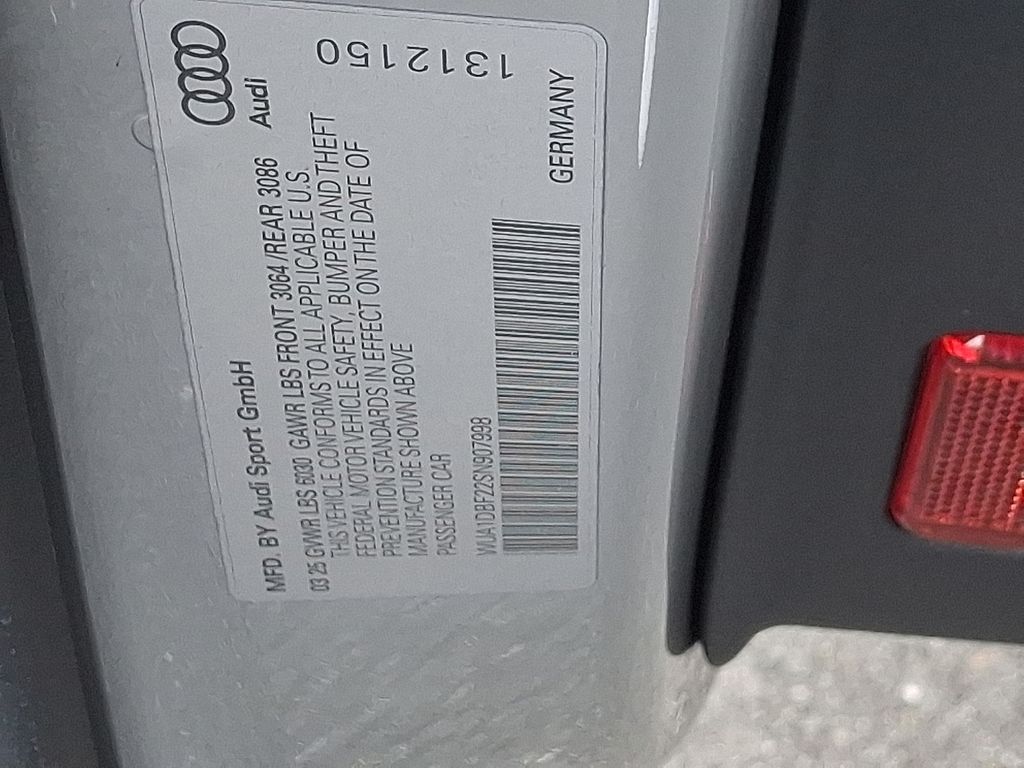 MFD. BY Audi Sport GmbH
Audi
03 25 GVWR LBS 6030 GAWR LBS FRONT 3064 /REAR 3086
THIS VEHICLE CONFORMS TO ALL APPLICABLE U.S.
FEDERAL MOTOR VEHICLE SAFETY, BUMPER AND THEFT
PREVENTION STANDARDS IN EFFECT ON THE DATE OF
MANUFACTURE SHOWN ABOVE
PASSENGER CAR
WUA1DBF22SN907998
GERMANY
131210
5